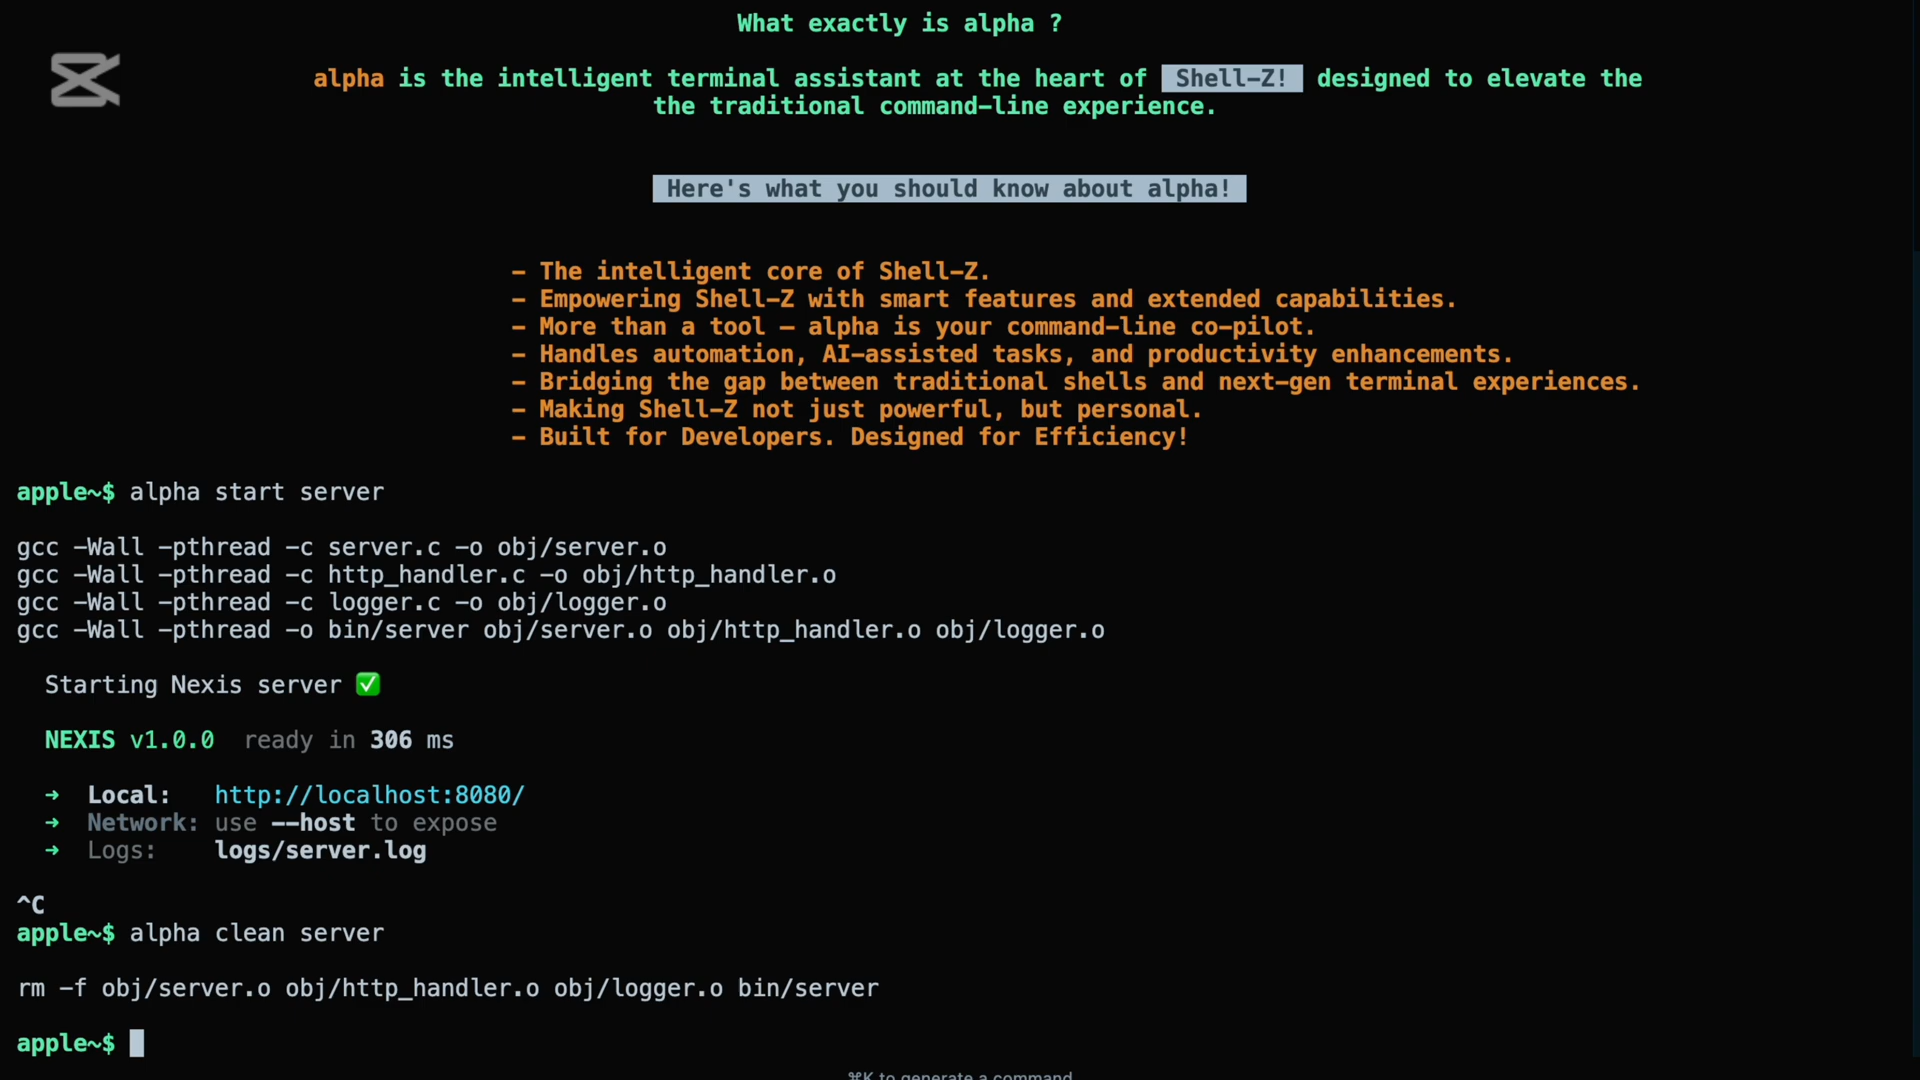 What exactly is alpha ?
alpha is the intelligent terminal assistant at the heart of Shell-Z! designed to elevate the
the traditional command-line experience.
Here's what you should know about alpha!
- The intelligent core of Shell-Z.
- Empowering Shell-Z with smart features and extended capabilities.
- More than a tool - alpha is your command-line co-pilot.
- Handles automation, AI-assisted tasks, and productivity enhancements.
- Bridging the gap between traditional shells and next-gen terminal experiences.
- Making Shell-Z not just powerful, but personal.
- Built for Developers. Designed for Efficiency!
apple~$ alpha start server
gcc -Wall -pthread -c server.c -o obj/server.o
gcc -Wall -pthread -c http_handler.c -o obj/http_handler.o
gcc -Wall -pthread -c logger.c -o obj/logger.o
gcc -Wall -pthread -o bin/server obj/server.o obj/http_handler.o obj/logger.o
Starting Nexis server ✅
NEXIS v1.0.0 ready in 306 ms
➜ Local: http://localhost:8080/
➜ Network: use --host to expose
➜ Logs: logs/server.log
^C
apple~$ alpha clean server
rm -f obj/server.o obj/http_handler.o obj/logger.o bin/server
apple~$
⌘K to generate a command